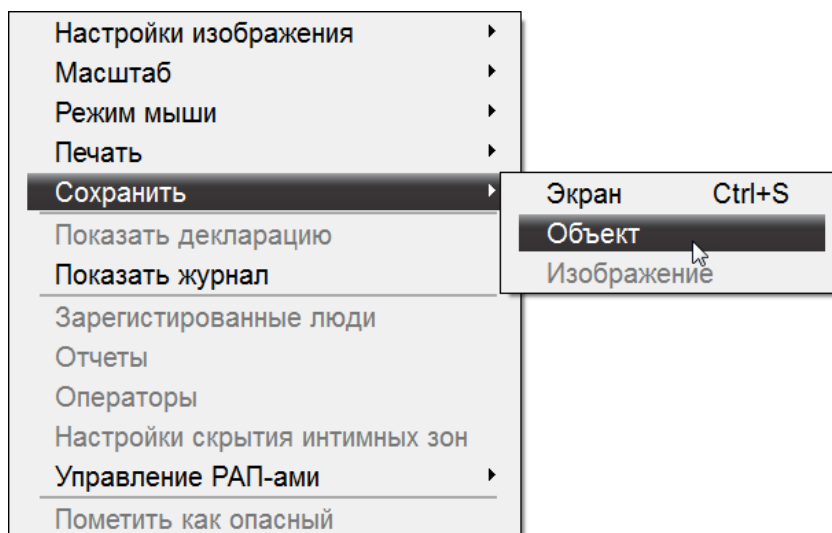 Настройки изображения
Масштаб
Режим мыши
Печать
Сохранить
Экран Ctrl+S
Объект
Изображение
Показать декларацию
Показать журнал
Зарегистированные люди
Отчеты
Операторы
Настройки скрытия интимных зон
Управление РАП-ами
Пометить как опасный